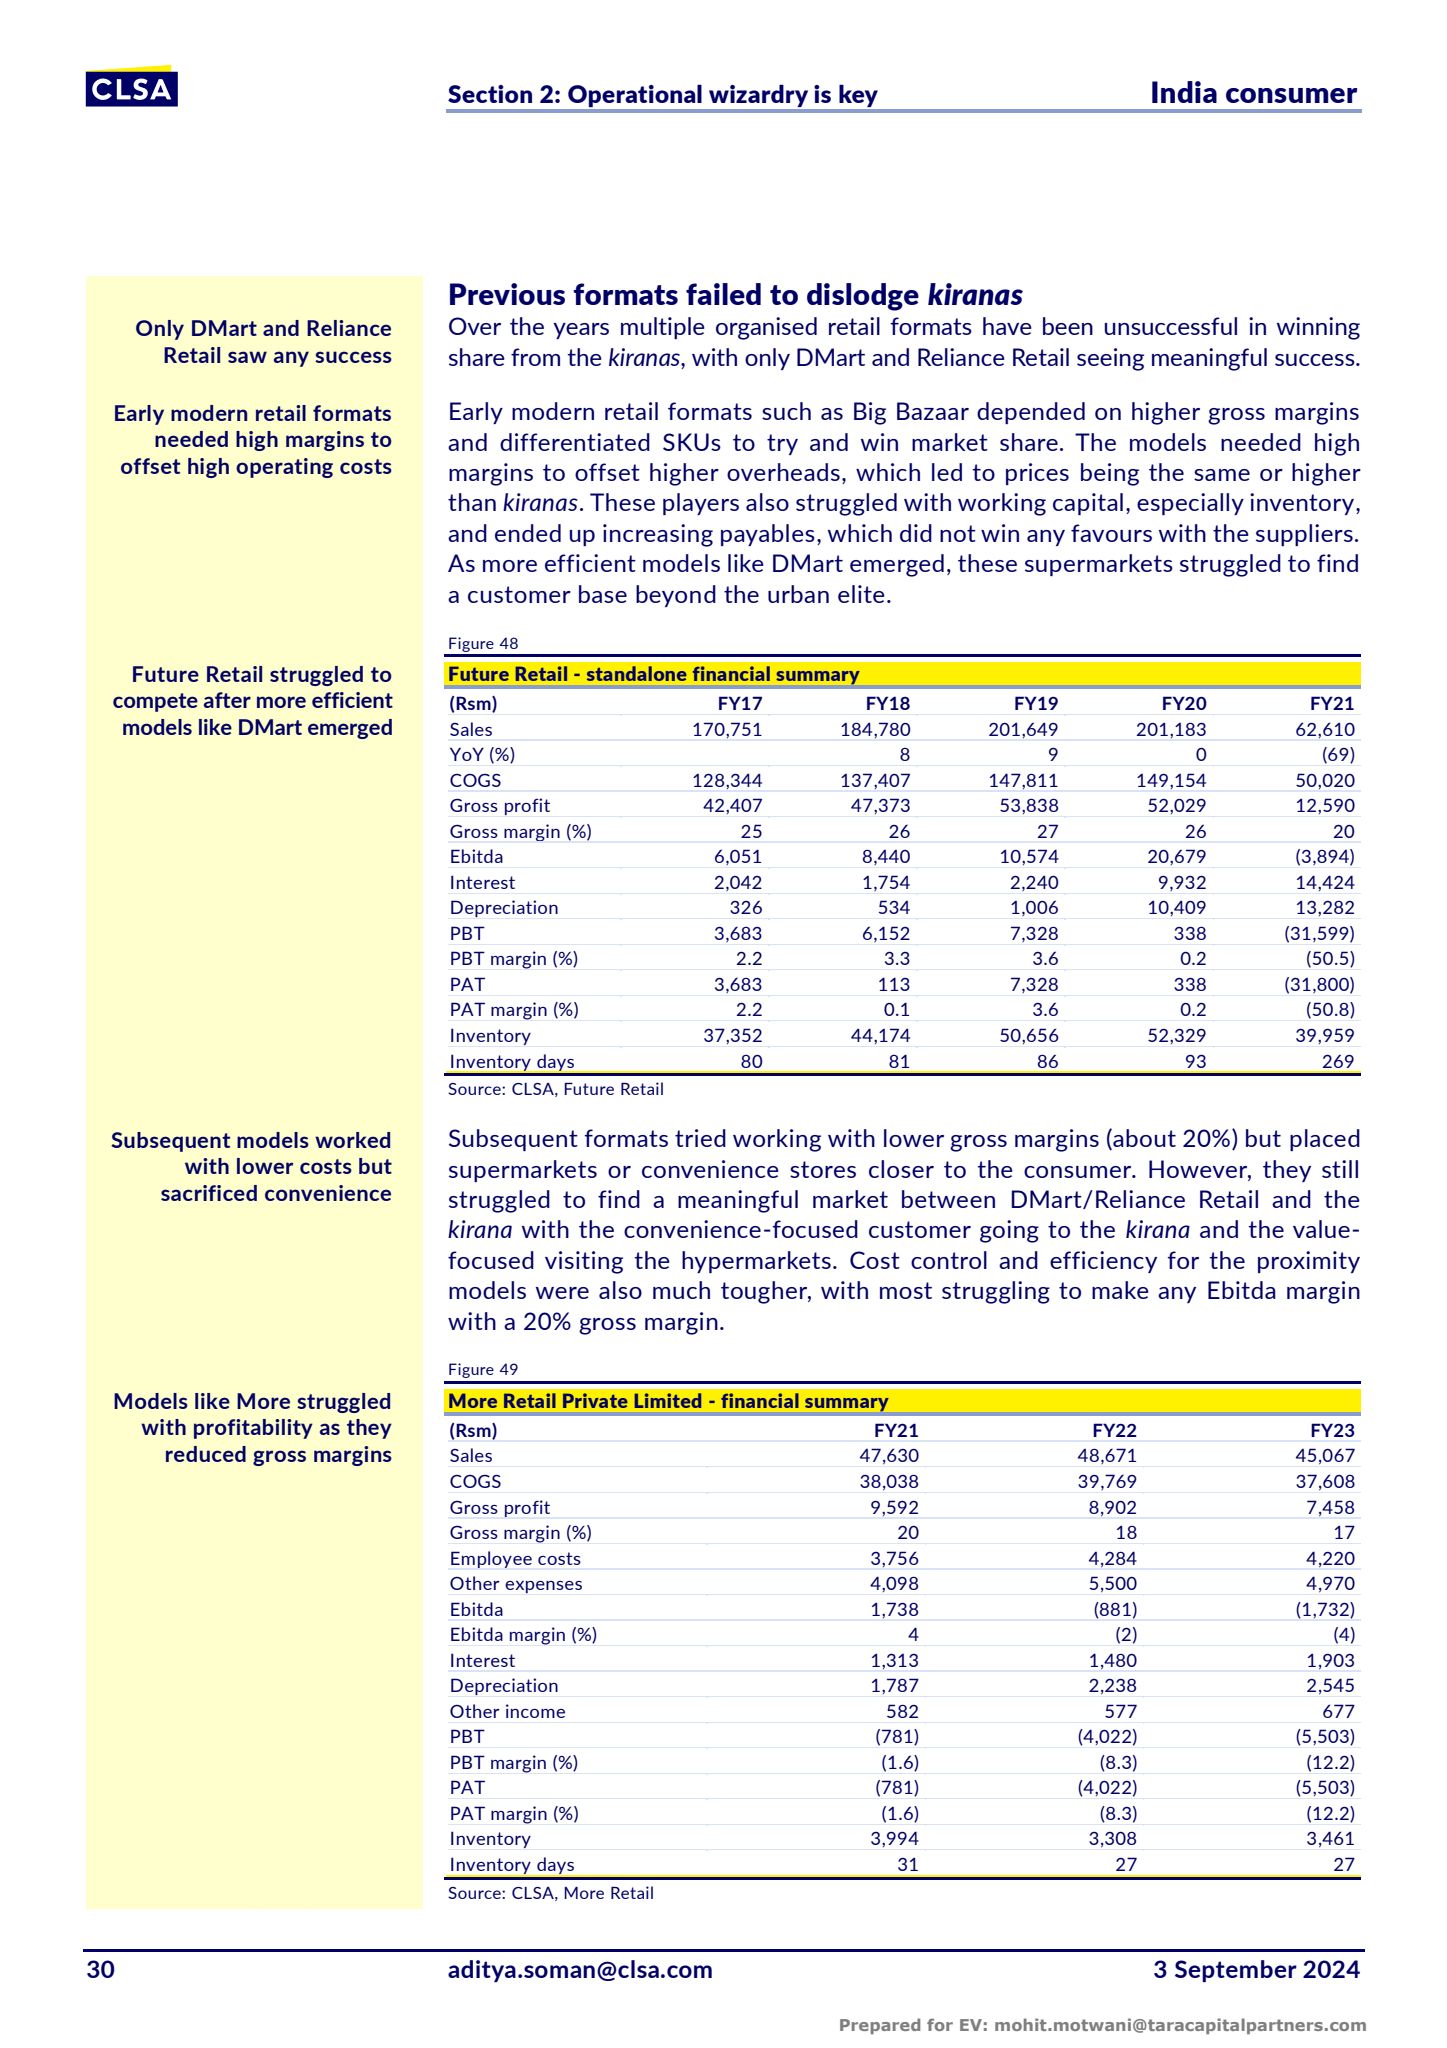 CLSA
Section 2: Operational wizardry is key
India consumer
Only DMart and Reliance
Retail saw any success
Early modern retail formats
needed high margins to
offset high operating costs
Future Retail struggled to
compete after more efficient
models like DMart emerged
Subsequent models worked
with lower costs but
sacrificed convenience
Models like More struggled
with profitability as they
reduced gross margins
Previous formats failed to dislodge kiranas
Over the years multiple organised retail formats have been unsuccessful in winning
share from the kiranas, with only DMart and Reliance Retail seeing meaningful success.
Early modern retail formats such as Big Bazaar depended on higher gross margins
and differentiated SKUs to try and win market share. The models needed high
margins to offset higher overheads, which led to prices being the same or higher
than kiranas. These players also struggled with working capital, especially inventory,
and ended up increasing payables, which did not win any favours with the suppliers.
As more efficient models like DMart emerged, these supermarkets struggled to find
a customer base beyond the urban elite.
Figure 48
Future Retail - standalone financial summary
(Rsm) FY17 FY18 FY19 FY20 FY21
Sales 170,751 184,780 201,649 201,183 62,610
YoY (%) 8 9 0 (69)
COGS 128,344 137,407 147,811 149,154 50,020
Gross profit 42,407 47,373 53,838 52,029 12,590
Gross margin (%) 25 26 27 26 20
Ebitda 6,051 8,440 10,574 20,679 (3,894)
Interest 2,042 1,754 2,240 9,932 14,424
Depreciation 326 534 1,006 10,409 13,282
PBT 3,683 6,152 7,328 338 (31,599)
PBT margin (%) 2.2 3.3 3.6 0.2 (50.5)
PAT 3,683 113 7,328 338 (31,800)
PAT margin (%) 2.2 0.1 3.6 0.2 (50.8)
Inventory 37,352 44,174 50,656 52,329 39,959
Inventory days 80 81 86 93 269
Source: CLSA, Future Retail
Subsequent formats tried working with lower gross margins (about 20%) but placed
supermarkets or convenience stores closer to the consumer. However, they still
struggled to find a meaningful market between DMart/Reliance Retail and the
kirana with the convenience-focused customer going to the kirana and the value-
focused visiting the hypermarkets. Cost control and efficiency for the proximity
models were also much tougher, with most struggling to make any Ebitda margin
with a 20% gross margin.
Figure 49
More Retail Private Limited - financial summary
(Rsm) FY21 FY22 FY23
Sales 47,630 48,671 45,067
COGS 38,038 39,769 37,608
Gross profit 9,592 8,902 7,458
Gross margin (%) 20 18 17
Employee costs 3,756 4,284 4,220
Other expenses 4,098 5,500 4,970
Ebitda 1,738 (881) (1,732)
Ebitda margin (%) 4 (2) (4)
Interest 1,313 1,480 1,903
Depreciation 1,787 2,238 2,545
Other income 582 577 677
PBT (781) (4,022) (5,503)
PBT margin (%) (1.6) (8.3) (12.2)
PAT (781) (4,022) (5,503)
PAT margin (%) (1.6) (8.3) (12.2)
Inventory 3,994 3,308 3,461
Inventory days 31 27 27
Source: CLSA, More Retail
30 aditya.soman@clsa.com 3 September 2024
Prepared for EV: mohit.motwani@taracapitalpartners.com